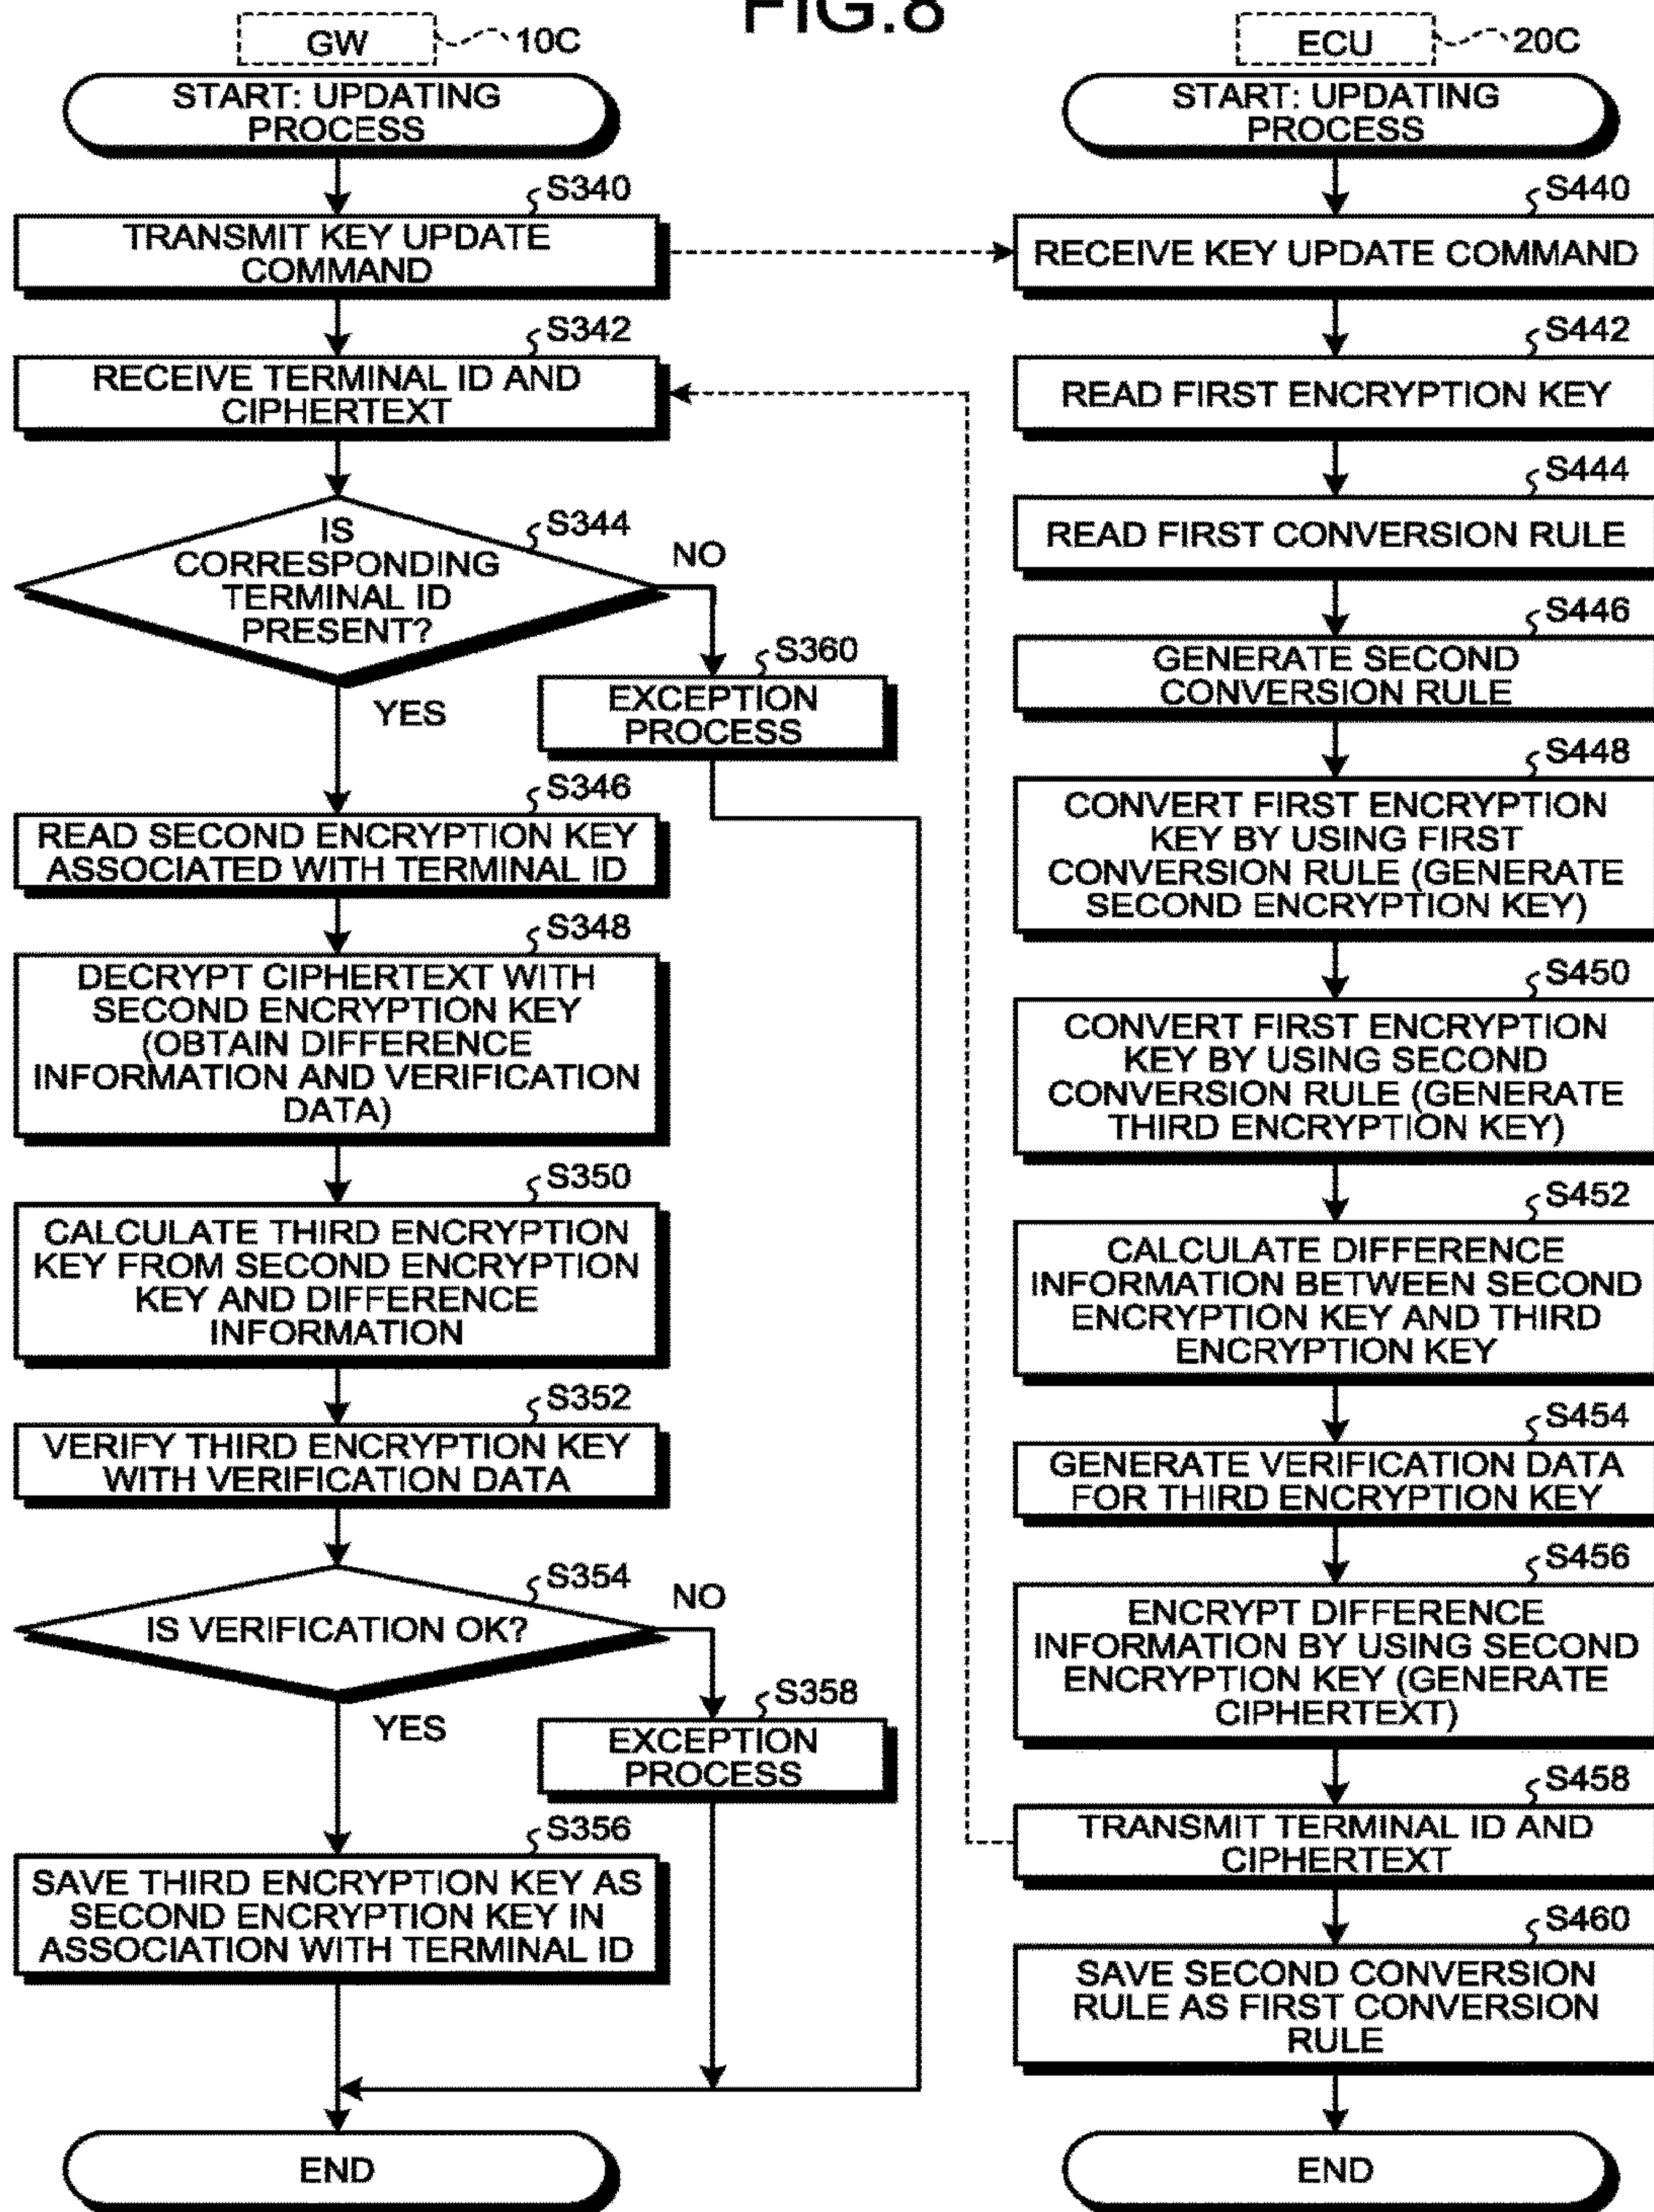 FIG.8
GW
10C
START: UPDATING
PROCESS
S340
TRANSMIT KEY UPDATE
COMMAND
S342
RECEIVE TERMINAL ID AND
CIPHERTEXT
S344
IS
CORRESPONDING
TERMINAL ID
PRESENT?
NO
YES
S360
EXCEPTION
PROCESS
S346
READ SECOND ENCRYPTION KEY
ASSOCIATED WITH TERMINAL ID
S348
DECRYPT CIPHERTEXT WITH
SECOND ENCRYPTION KEY
(OBTAIN DIFFERENCE
INFORMATION AND VERIFICATION
DATA)
S350
CALCULATE THIRD ENCRYPTION
KEY FROM SECOND ENCRYPTION
KEY AND DIFFERENCE
INFORMATION
S352
VERIFY THIRD ENCRYPTION KEY
WITH VERIFICATION DATA
S354
IS VERIFICATION OK?
NO
YES
S358
EXCEPTION
PROCESS
S356
SAVE THIRD ENCRYPTION KEY AS
SECOND ENCRYPTION KEY IN
ASSOCIATION WITH TERMINAL ID
END
ECU
20C
START: UPDATING
PROCESS
S440
RECEIVE KEY UPDATE COMMAND
S442
READ FIRST ENCRYPTION KEY
S444
READ FIRST CONVERSION RULE
S446
GENERATE SECOND
CONVERSION RULE
S448
CONVERT FIRST ENCRYPTION
KEY BY USING FIRST
CONVERSION RULE (GENERATE
SECOND ENCRYPTION KEY)
S450
CONVERT FIRST ENCRYPTION
KEY BY USING SECOND
CONVERSION RULE (GENERATE
THIRD ENCRYPTION KEY)
S452
CALCULATE DIFFERENCE
INFORMATION BETWEEN SECOND
ENCRYPTION KEY AND THIRD
ENCRYPTION KEY
S454
GENERATE VERIFICATION DATA
FOR THIRD ENCRYPTION KEY
S456
ENCRYPT DIFFERENCE
INFORMATION BY USING SECOND
ENCRYPTION KEY (GENERATE
CIPHERTEXT)
S458
TRANSMIT TERMINAL ID AND
CIPHERTEXT
S460
SAVE SECOND CONVERSION
RULE AS FIRST CONVERSION
RULE
END